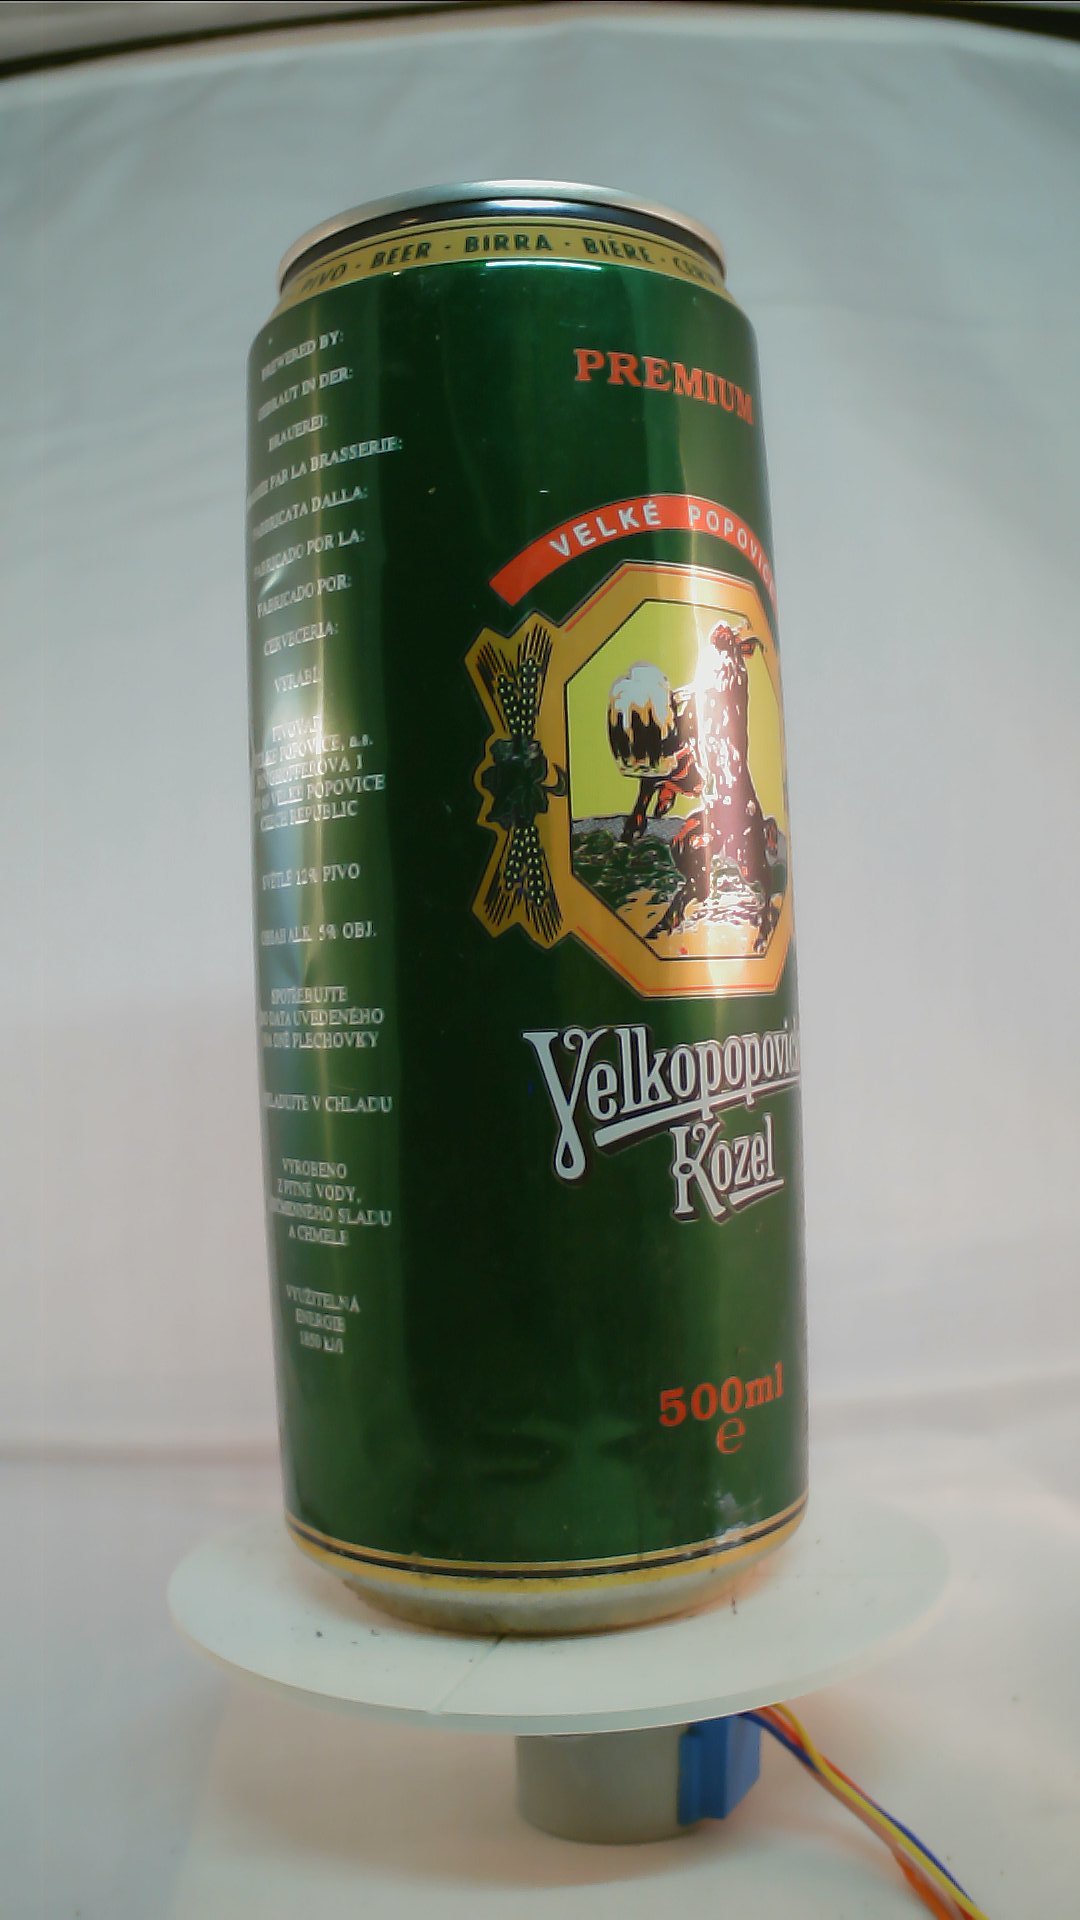 PIVO · BEER · BIRRA · BIÈRE ·
BREWERED BY:
GEBRAUT IN DER:
BRAUEREI:
PAR LA BRASSERIE:
FABBRICATA DALLA:
FABRICADO POR LA:
FABRICADO POR:
CERVECERIA:
VYRÁBÍ
PIVOVAR
POPOVICE, a.s.
VELKÉ POPOVICE
CZECH REPUBLIC
SVĚTLÉ 12% PIVO
OBSAH ALK. 5% OBJ.
SPOTŘEBUJTE
DO DATA UVEDENÉHO
NA DNĚ PLECHOVKY
V CHLADU
VYROBENO
Z PITNÉ VODY,
SLADU
A CHMELE
VYUŽITELNÁ
ENERGIE
1850 kJ/l
PREMIUM
VELKÉ POPOVICE
Velkopopovický
Kozel
500ml
e